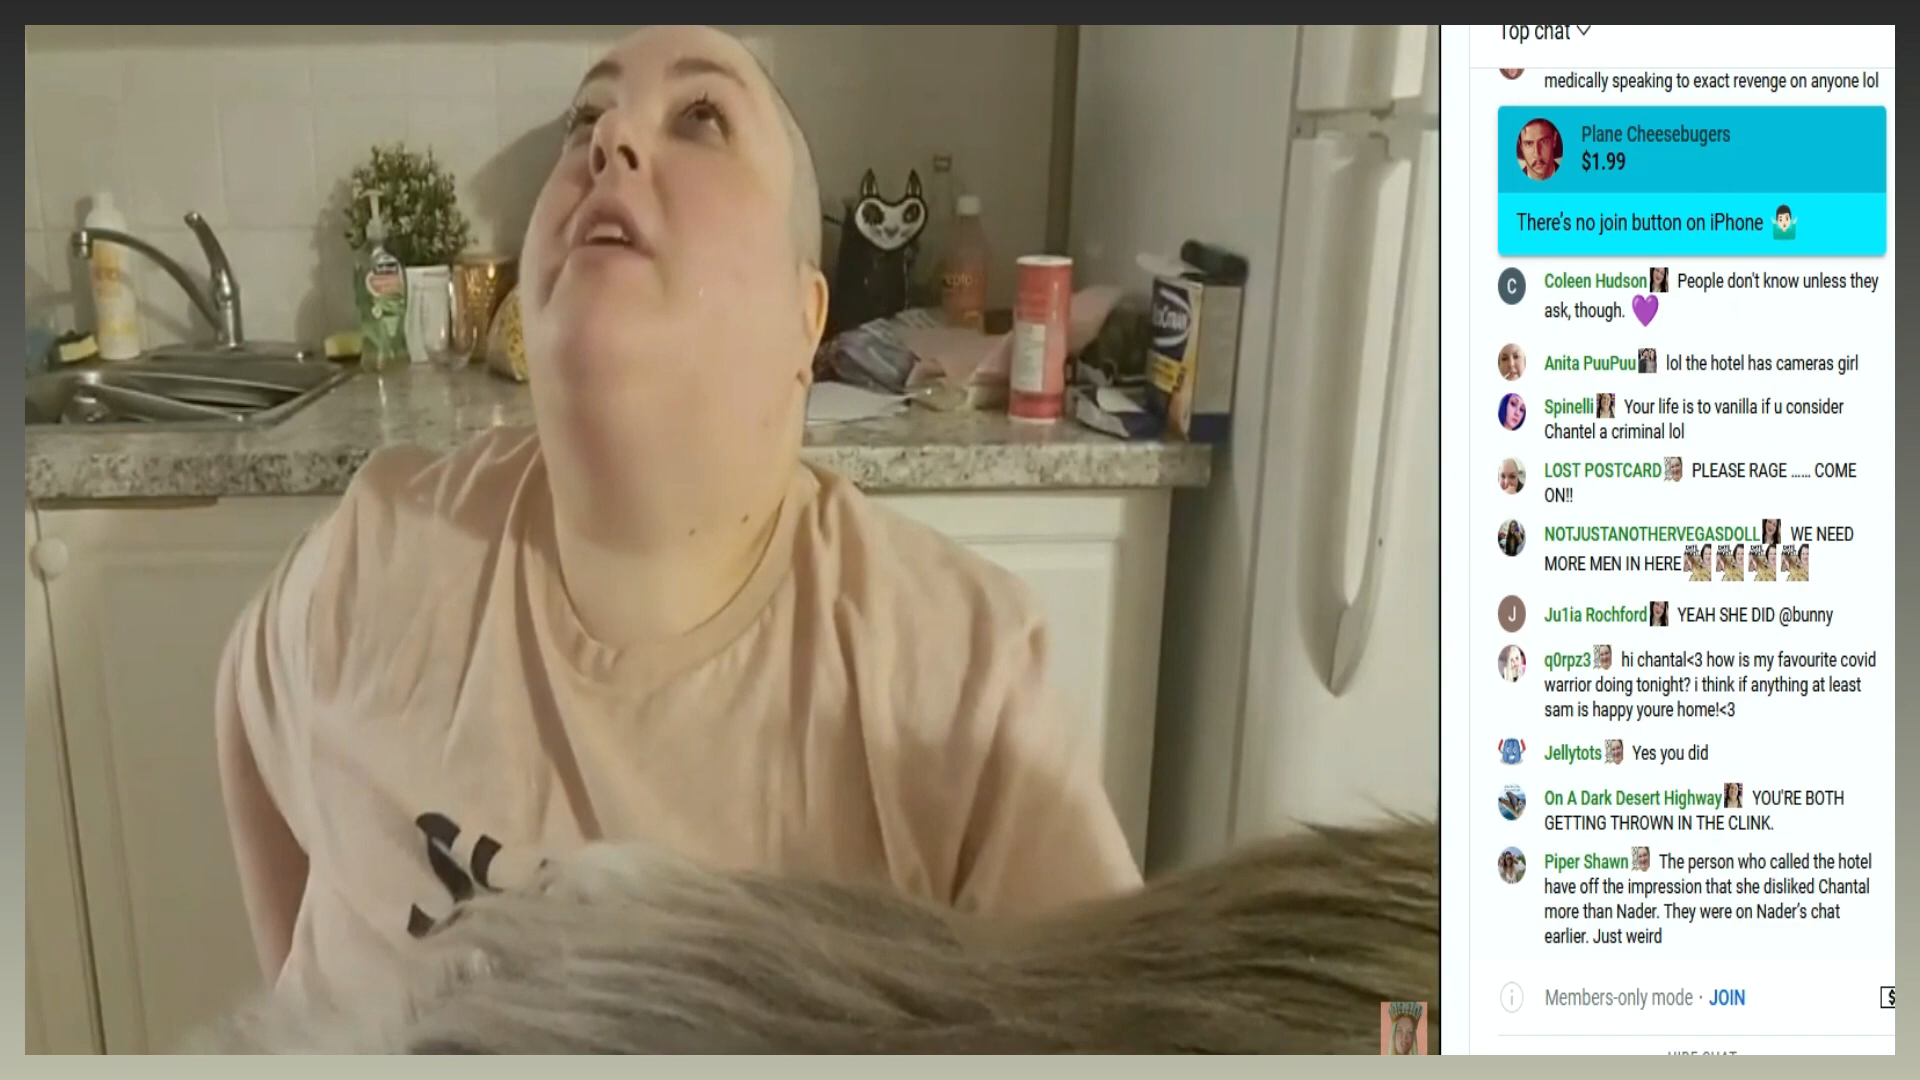 Top chat
medically speaking to exact revenge on anyone lol
Plane Cheesebugers
$1.99
There's no join button on iPhone 🤷🏻‍♂️
Coleen Hudson People don't know unless they
ask, though. 💜
Anita PuuPuu lol the hotel has cameras girl
Spinelli Your life is to vanilla if u consider
Chantel a criminal lol
LOST POSTCARD PLEASE RAGE ...... COME
ON!!
NOTJUSTANOTHERVEGASDOLL WE NEED
MORE MEN IN HERE
Ju1ia Rochford YEAH SHE DID @bunny
q0rpz3 hi chantal<3 how is my favourite covid
warrior doing tonight? i think if anything at least
sam is happy youre home!<3
Jellytots Yes you did
On A Dark Desert Highway YOU'RE BOTH
GETTING THROWN IN THE CLINK.
Piper Shawn The person who called the hotel
have off the impression that she disliked Chantal
more than Nader. They were on Nader's chat
earlier. Just weird
Members-only mode · JOIN
C
J
$